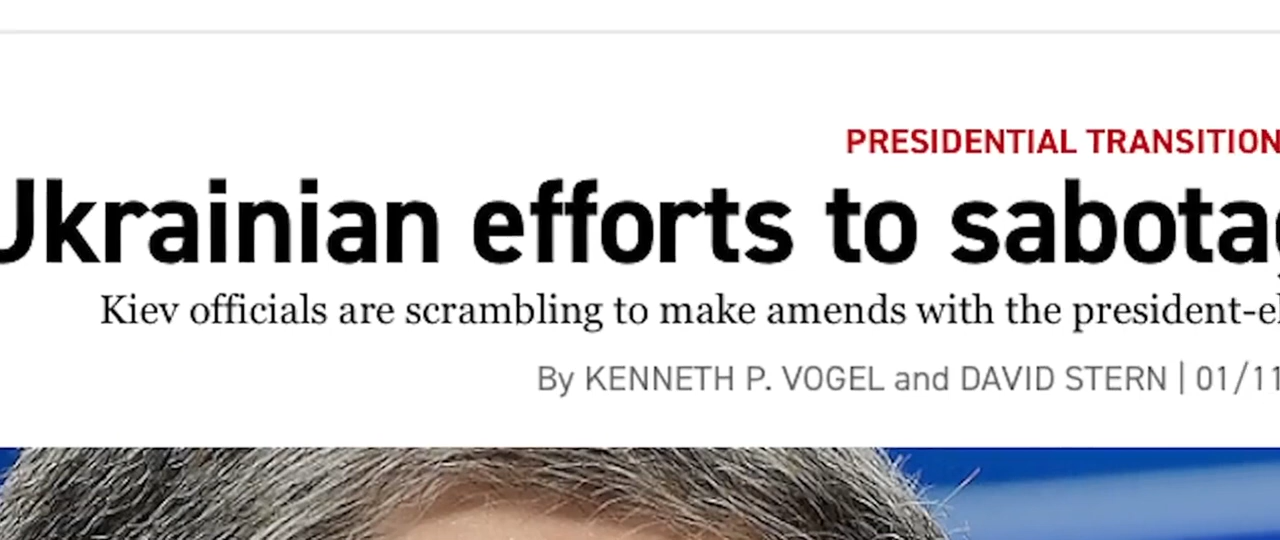 PRESIDENTIAL TRANSITION
Ukrainian efforts to sabotag
Kiev officials are scrambling to make amends with the president-el
By KENNETH P. VOGEL and DAVID STERN | 01/11